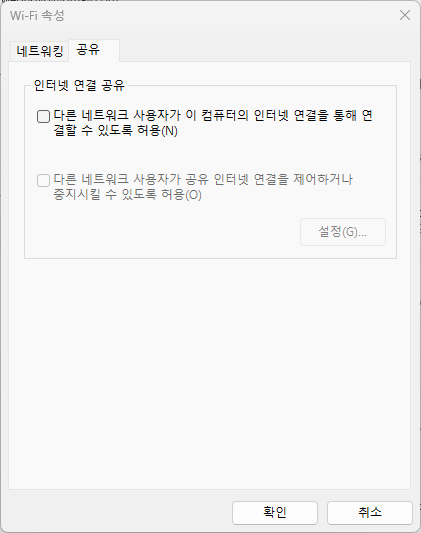 Wi-Fi 속성
네트워킹
공유
인터넷 연결 공유
다른 네트워크 사용자가 이 컴퓨터의 인터넷 연결을 통해 연
결할 수 있도록 허용(N)
다른 네트워크 사용자가 공유 인터넷 연결을 제어하거나
중지시킬 수 있도록 허용(O)
설정(G)...
확인
취소